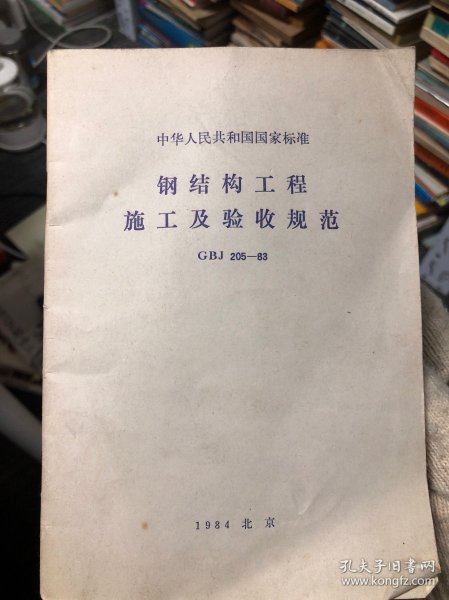 中华人民共和国国家标准
钢结构工程
施工及验收规范
GBJ 205—83
1984 北京
孔夫子旧书网
www.kongfz.com